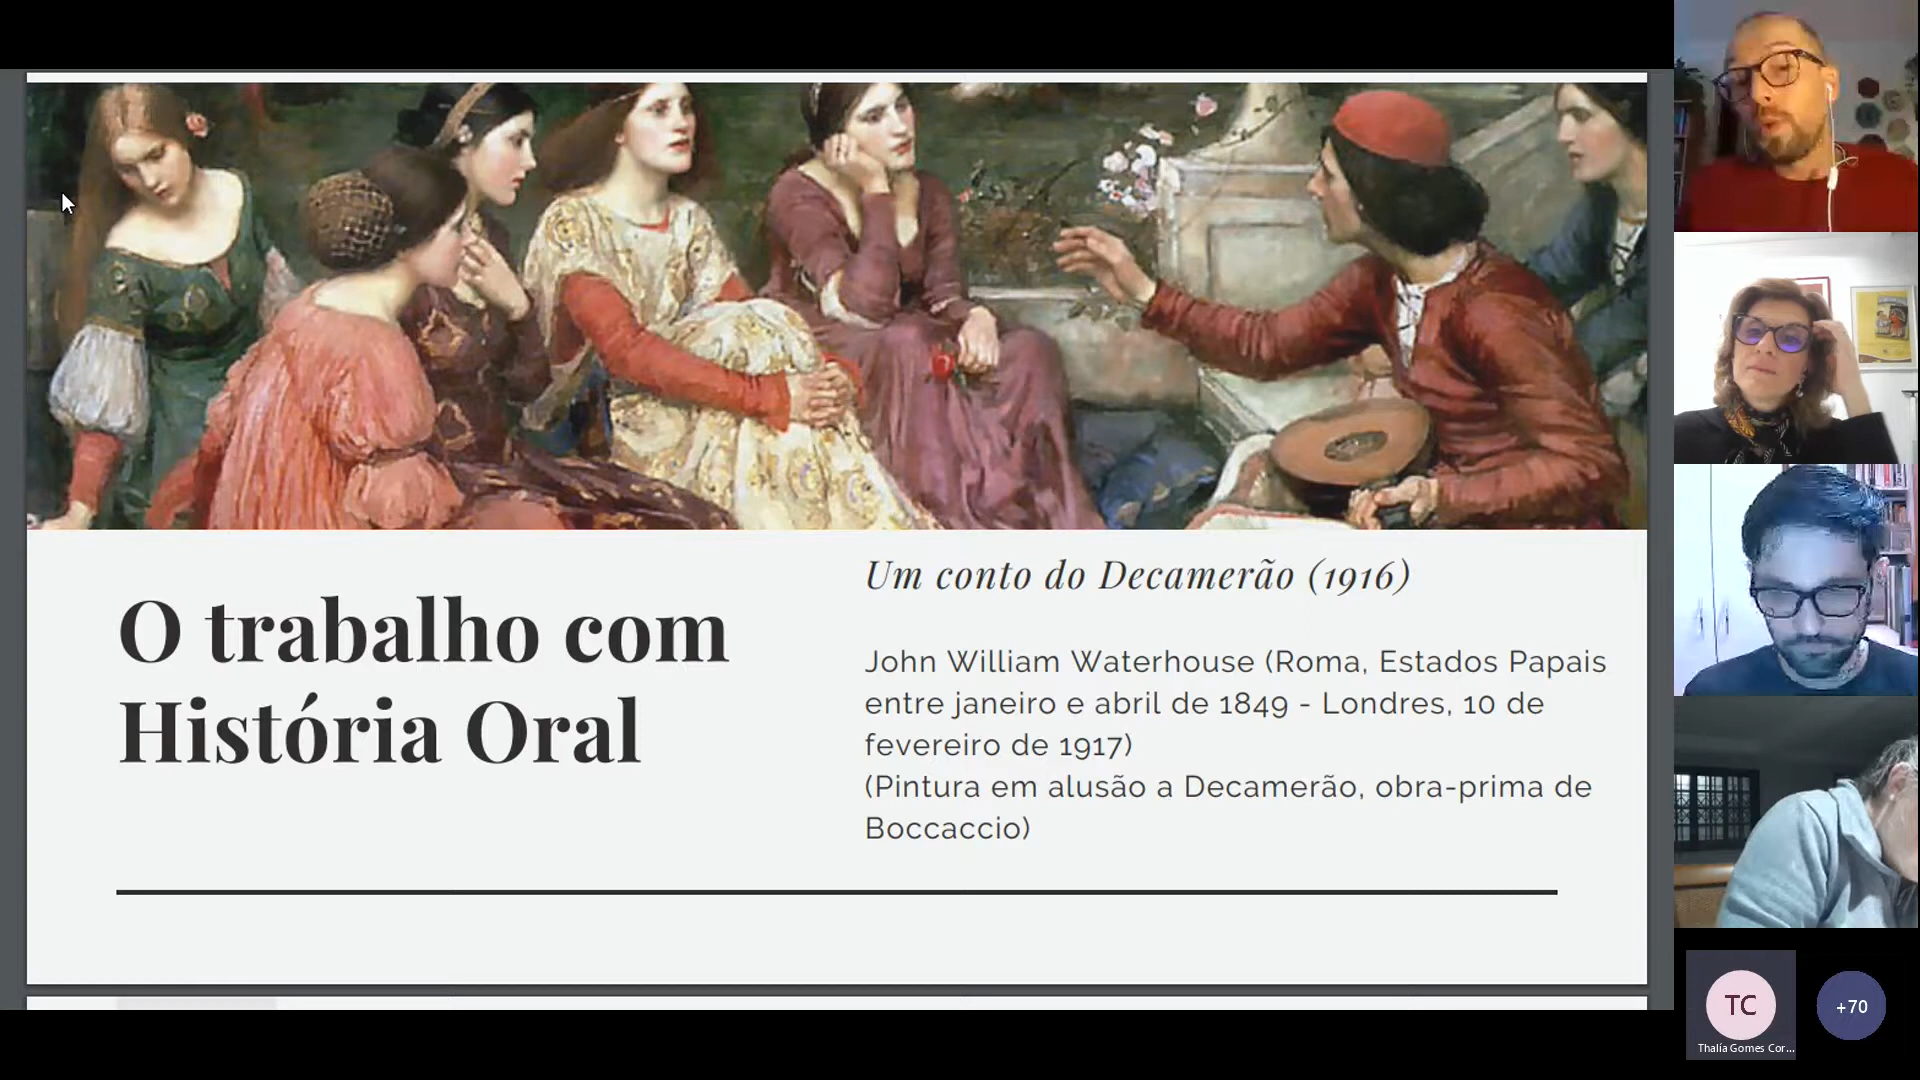 O trabalho com
História Oral
Um conto do Decamerão (1916)
John William Waterhouse (Roma, Estados Papais
entre janeiro e abril de 1849 - Londres, 10 de
fevereiro de 1917)
(Pintura em alusão a Decamerão, obra-prima de
Boccaccio)
TC
Thalía Gomes Cor...
+70